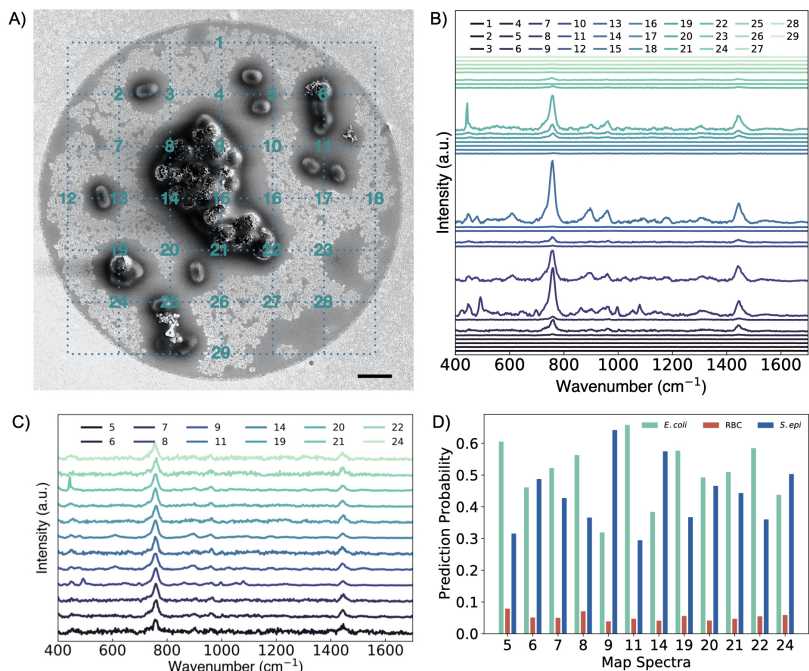 A)
1
2 3 4 5 6
7 8 9 10 11
12 13 14 15 16 17 18
19 20 21 22 23
24 25 26 27 28
29
B)
1 4 7 10 13 16 19 22 25 28
2 5 8 11 14 17 20 23 26 29
3 6 9 12 15 18 21 24 27
Intensity (a.u.)
400 600 800 1000 1200 1400 1600
Wavenumber (cm⁻¹)
C)
5 7 9 14 20 22
6 8 11 19 21 24
Intensity (a.u.)
400 600 800 1000 1200 1400 1600
Wavenumber (cm⁻¹)
D)
E.coli RBC S.epi
Prediction Probability
0.6
0.5
0.4
0.3
0.2
0.1
0.0
5 6 7 8 9 11 14 19 20 21 22 24
Map Spectra